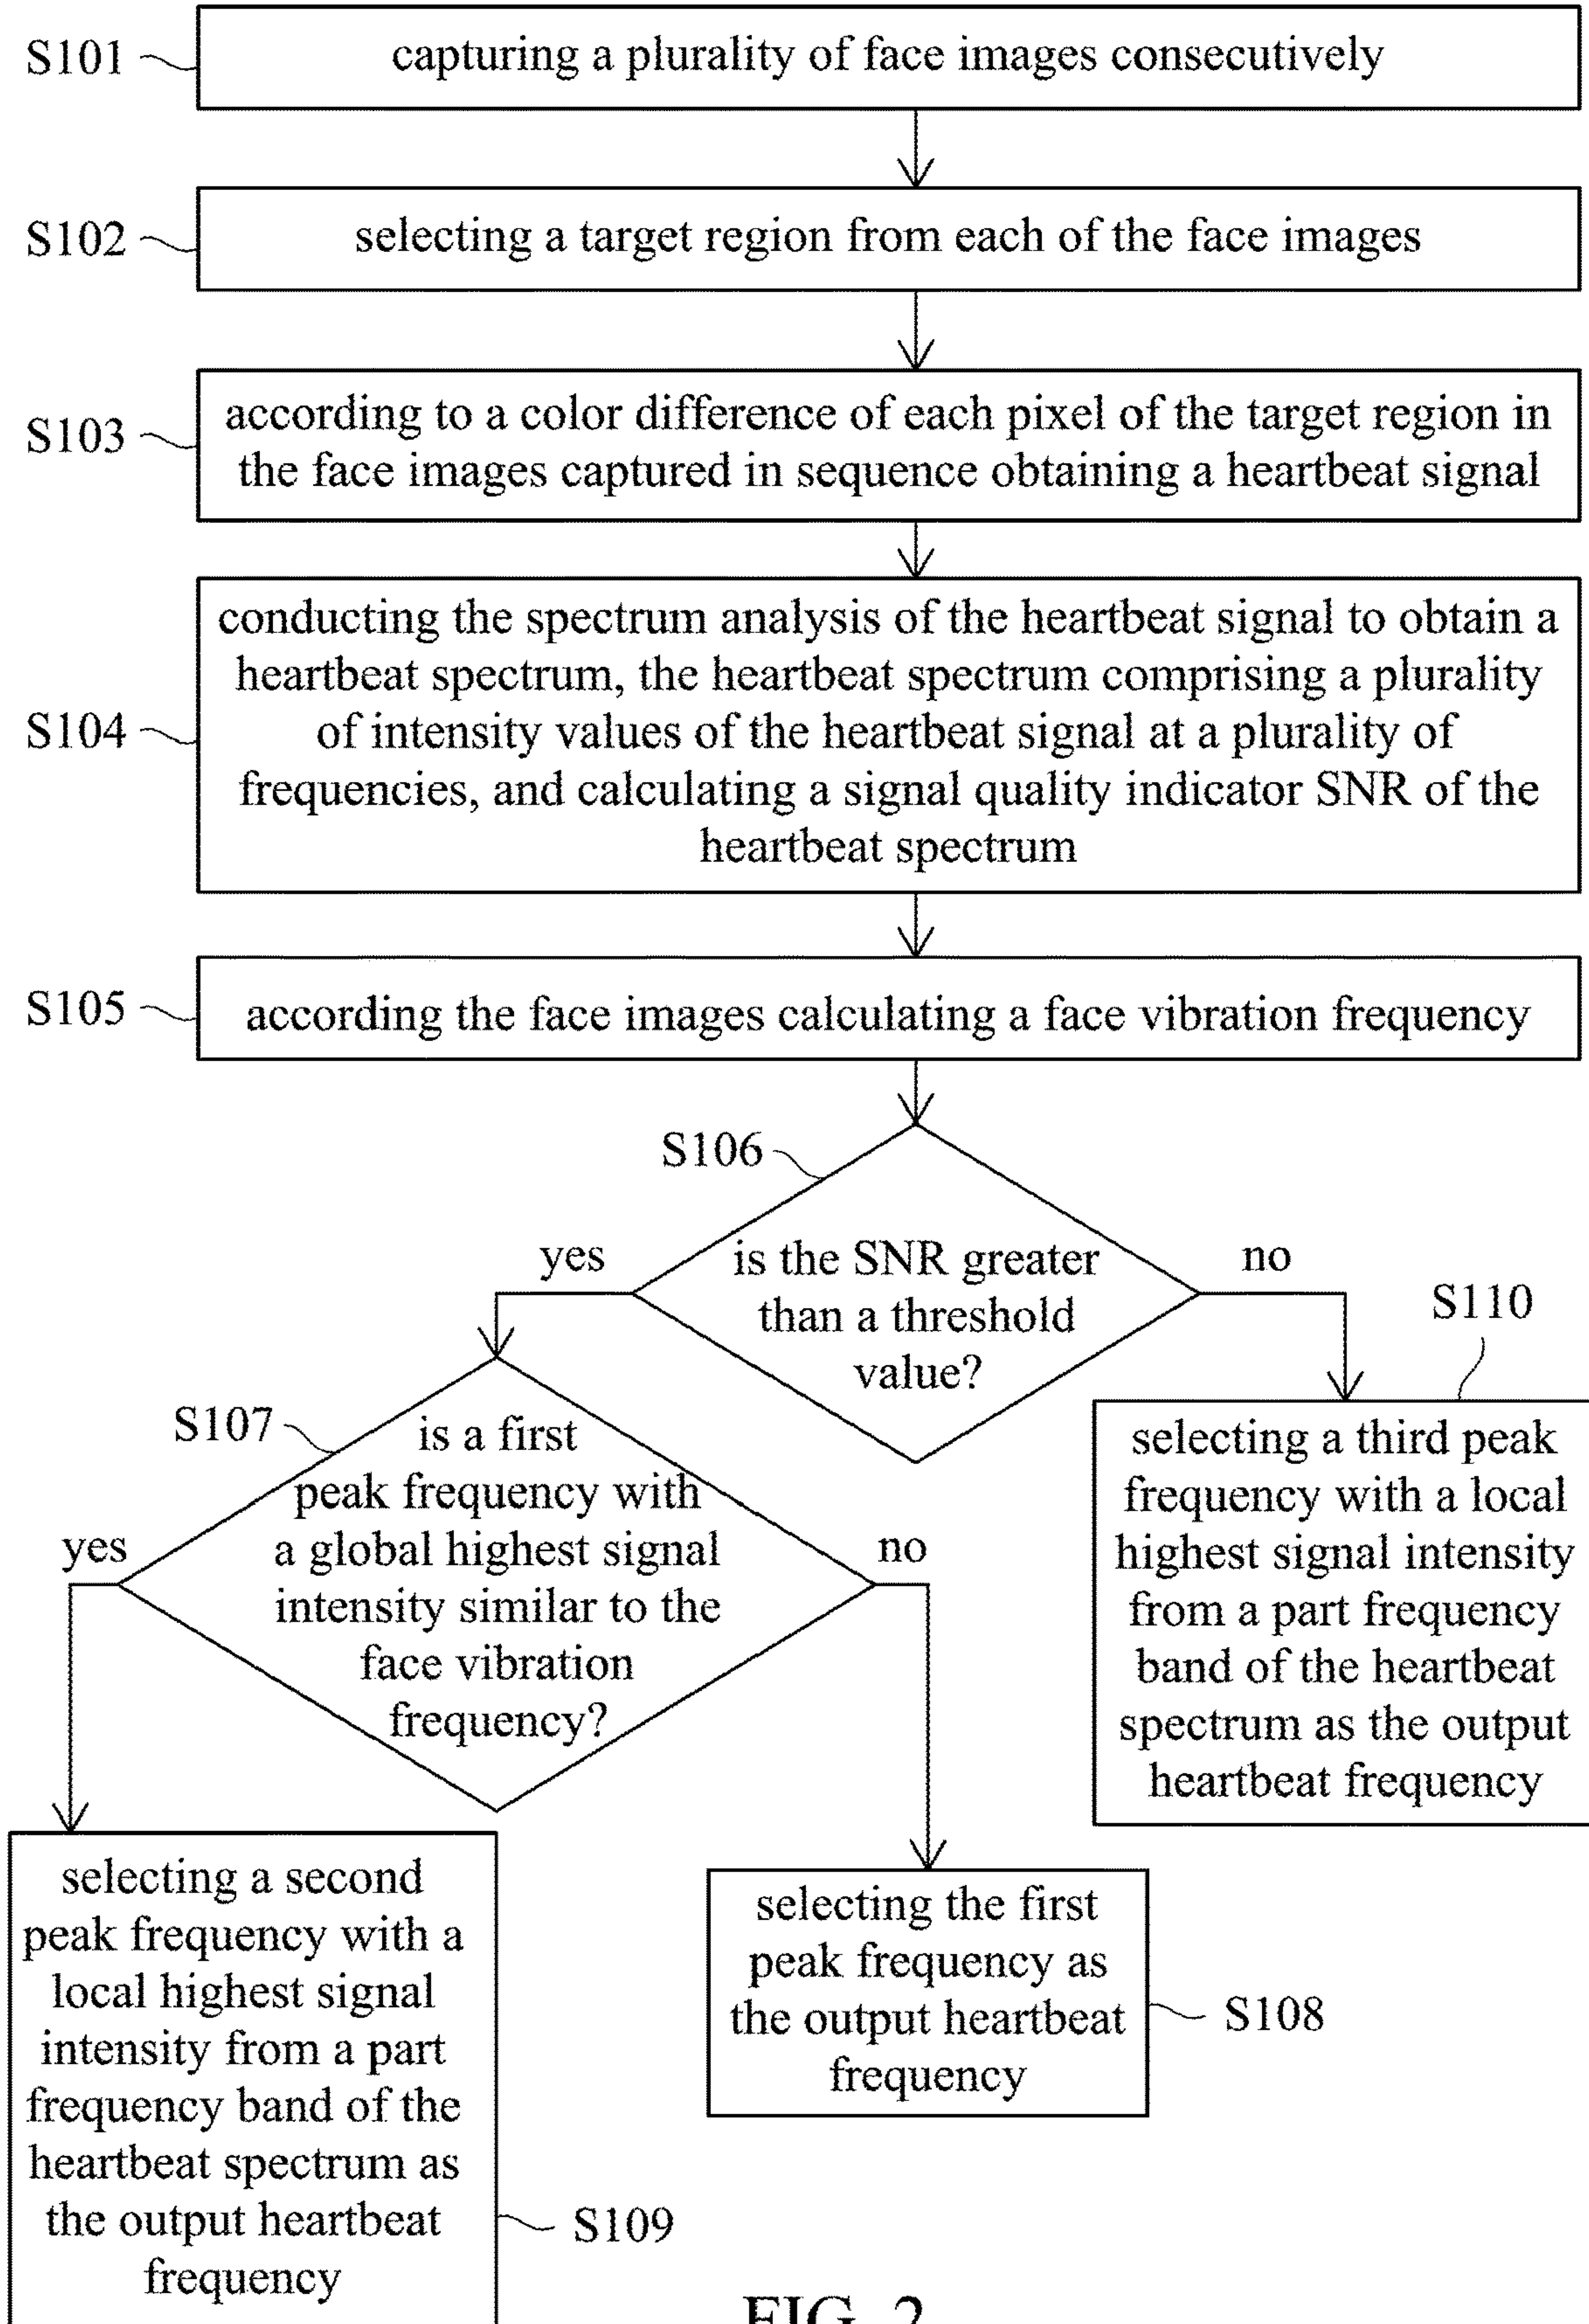 S101
capturing a plurality of face images consecutively
S102
selecting a target region from each of the face images
S103
according to a color difference of each pixel of the target region in
the face images captured in sequence obtaining a heartbeat signal
S104
conducting the spectrum analysis of the heartbeat signal to obtain a
heartbeat spectrum, the heartbeat spectrum comprising a plurality
of intensity values of the heartbeat signal at a plurality of
frequencies, and calculating a signal quality indicator SNR of the
heartbeat spectrum
S105
according the face images calculating a face vibration frequency
S106
is the SNR greater
than a threshold
value?
yes
no
S107
is a first
peak frequency with
a global highest signal
intensity similar to the
face vibration
frequency?
yes
no
S110
selecting a third peak
frequency with a local
highest signal intensity
from a part frequency
band of the heartbeat
spectrum as the output
heartbeat frequency
selecting a second
peak frequency with a
local highest signal
intensity from a part
frequency band of the
heartbeat spectrum as
the output heartbeat
frequency
S109
selecting the first
peak frequency as
the output heartbeat
frequency
S108
FIG. 2